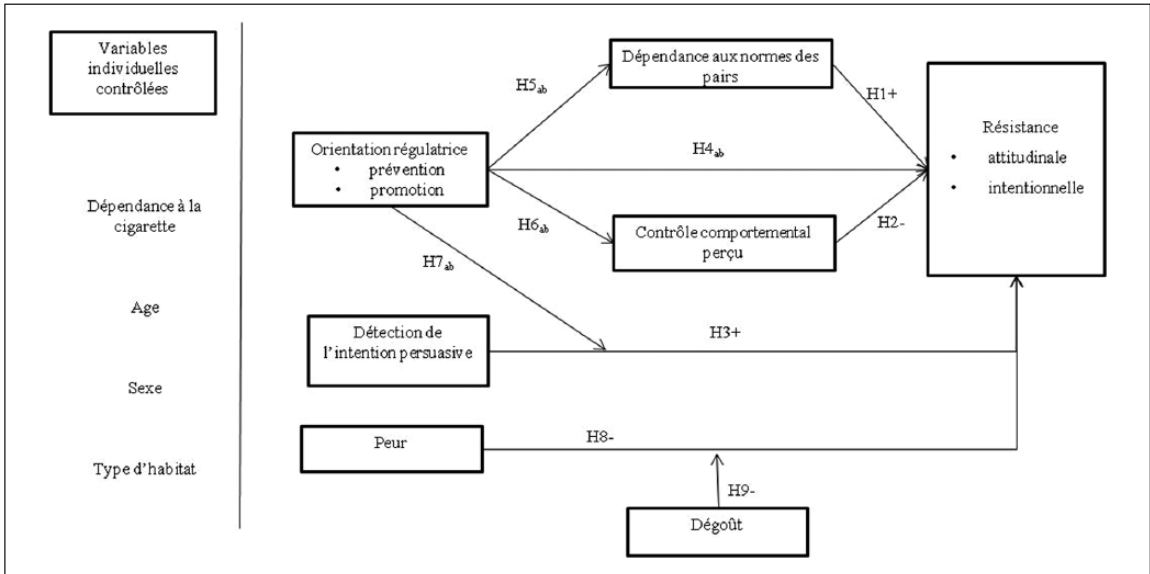 Variables
individuelles
contrôlées
Dépendance à la
cigarette
Age
Sexe
Type d'habitat
Dépendance aux normes des
pairs
H5ab
H1+
Orientation régulatrice
• prévention
• promotion
H4ab
Résistance
• attitudinale
• intentionnelle
H6ab
H2-
Contrôle comportemental
perçu
H7ab
Détection de
l'intention persuasive
H3+
Peur
H8-
H9-
Dégoût